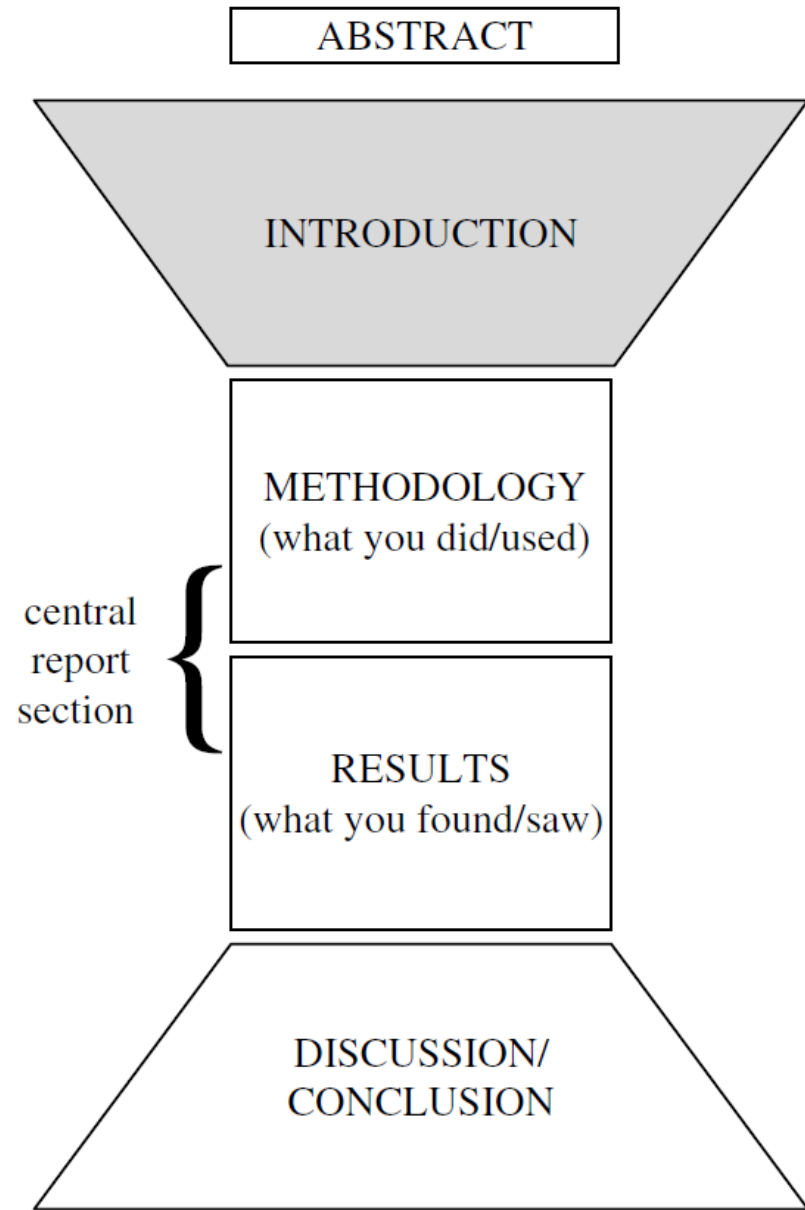 ABSTRACT
INTRODUCTION
METHODOLOGY
(what you did/used)
central
report
section
RESULTS
(what you found/saw)
DISCUSSION/
CONCLUSION